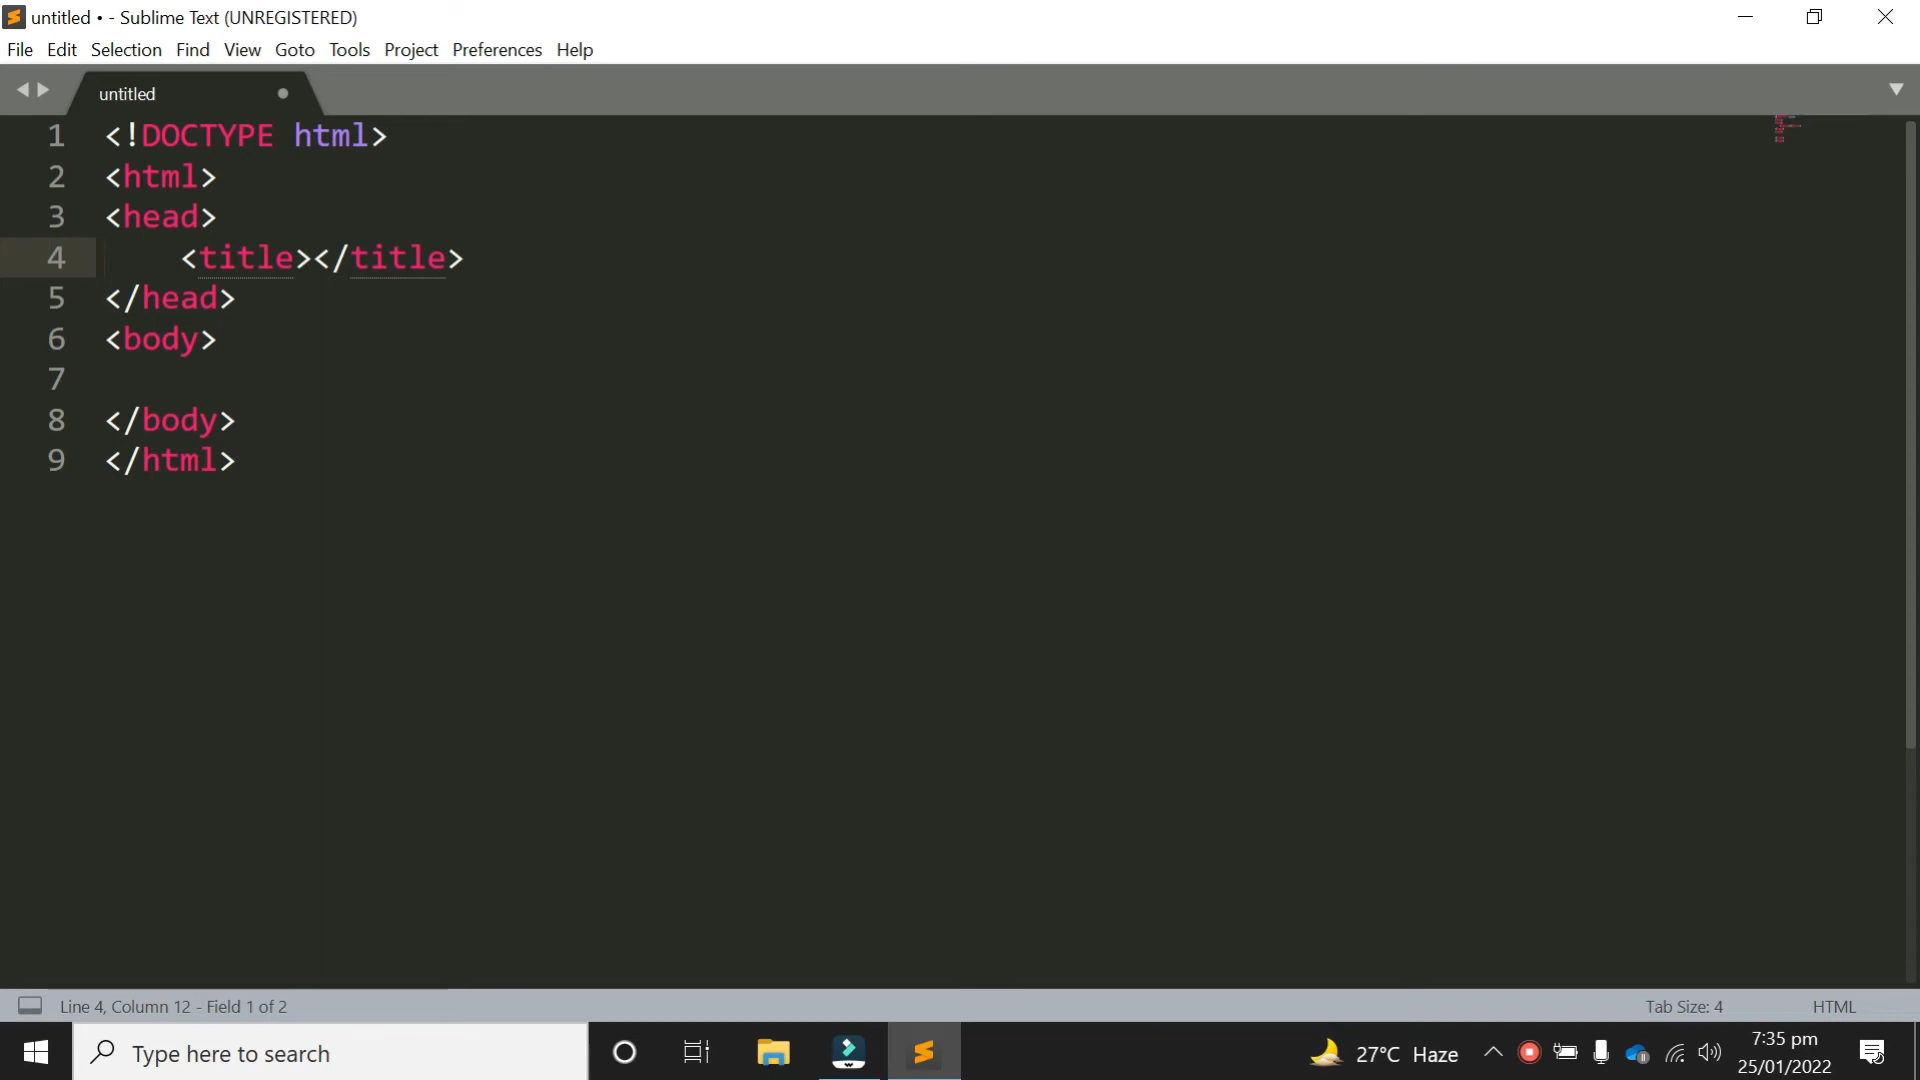 untitled • - Sublime Text (UNREGISTERED)
File Edit Selection Find View Goto Tools Project Preferences Help
untitled
1 <!DOCTYPE html>
2 <html>
3 <head>
4     <title></title>
5 </head>
6 <body>
7
8 </body>
9 </html>
Line 4, Column 12 - Field 1 of 2 Tab Size: 4 HTML
Type here to search 27°C Haze 7:35 pm
25/01/2022